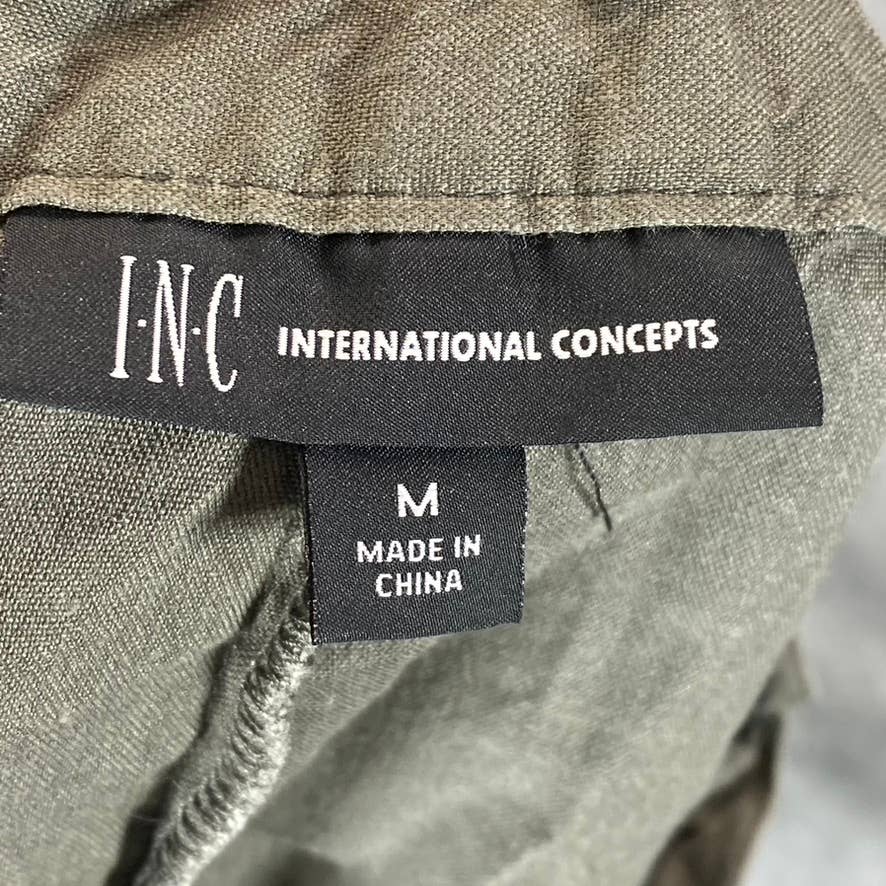 I·N·C INTERNATIONAL CONCEPTS
M
MADE IN
CHINA